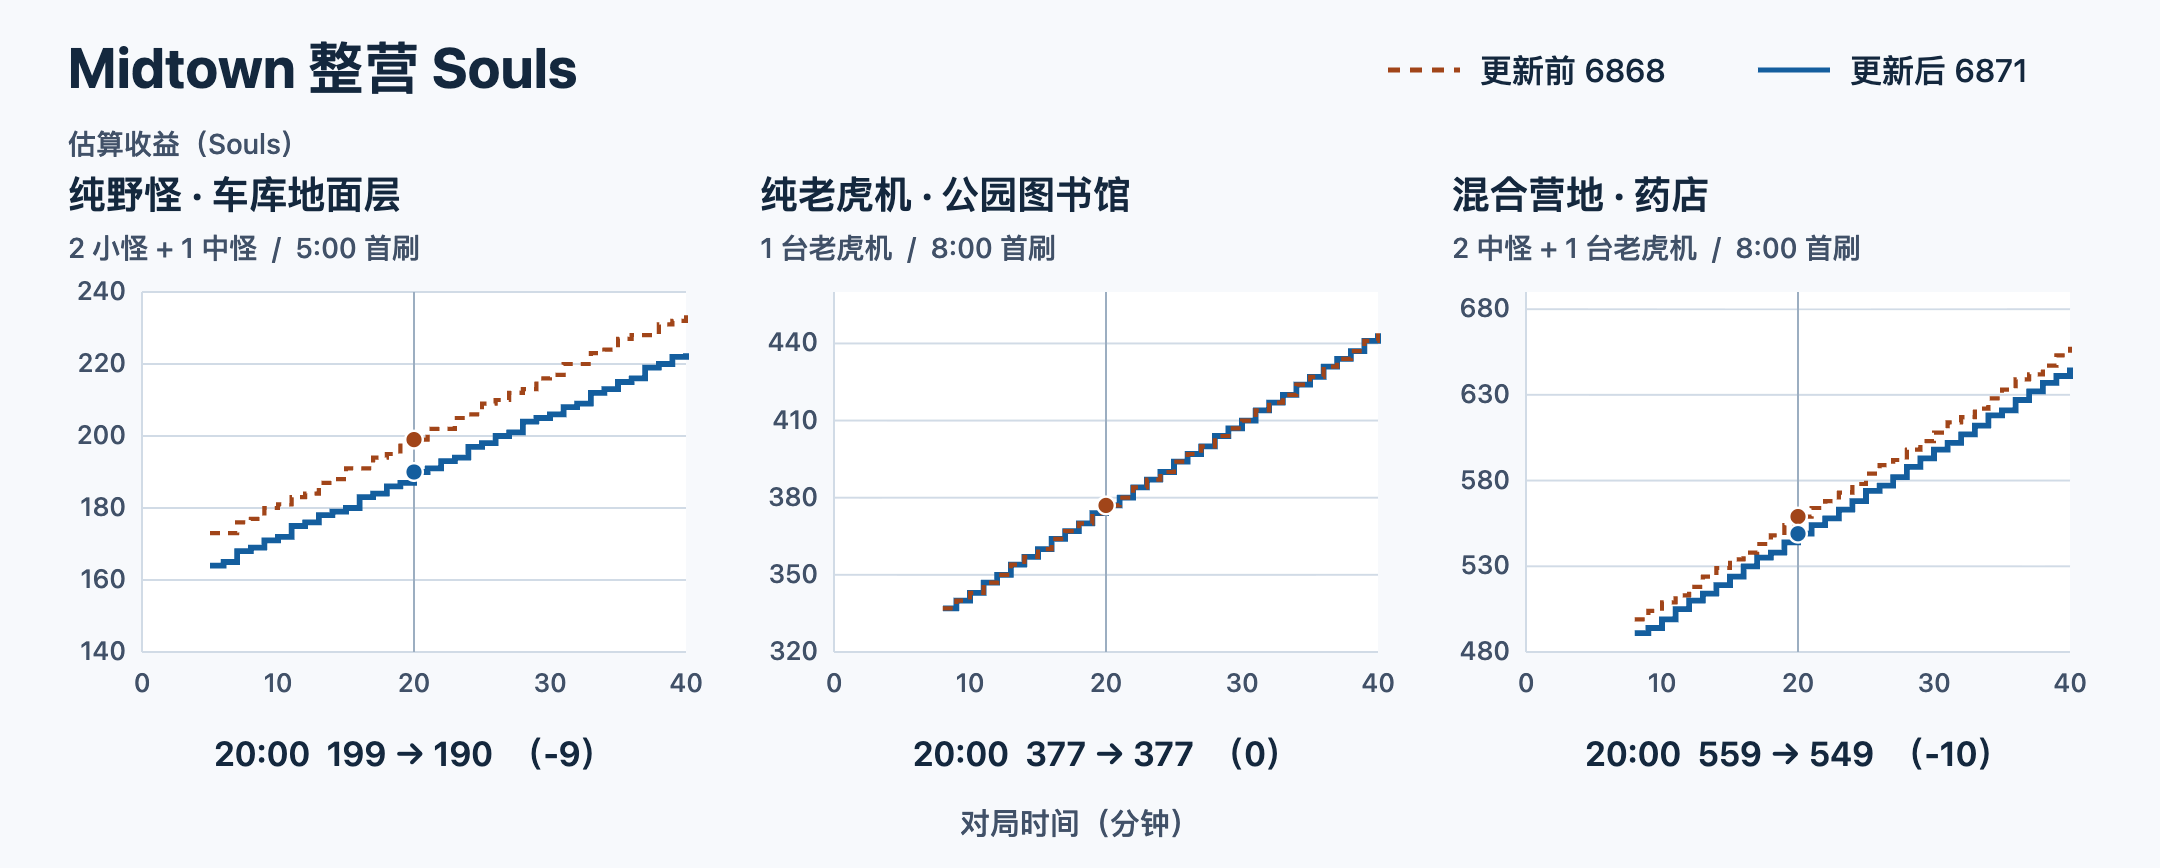 Midtown 整营 Souls
更新前 6868
更新后 6871
估算收益（Souls）
纯野怪 · 车库地面层
2 小怪 + 1 中怪 / 5:00 首刷
240
220
200
180
160
140
0 10 20 30 40
20:00 199 → 190 （-9）
纯老虎机 · 公园图书馆
1 台老虎机 / 8:00 首刷
440
410
380
350
320
0 10 20 30 40
20:00 377 → 377 （0）
混合营地 · 药店
2 中怪 + 1 台老虎机 / 8:00 首刷
680
630
580
530
480
0 10 20 30 40
20:00 559 → 549 （-10）
对局时间（分钟）